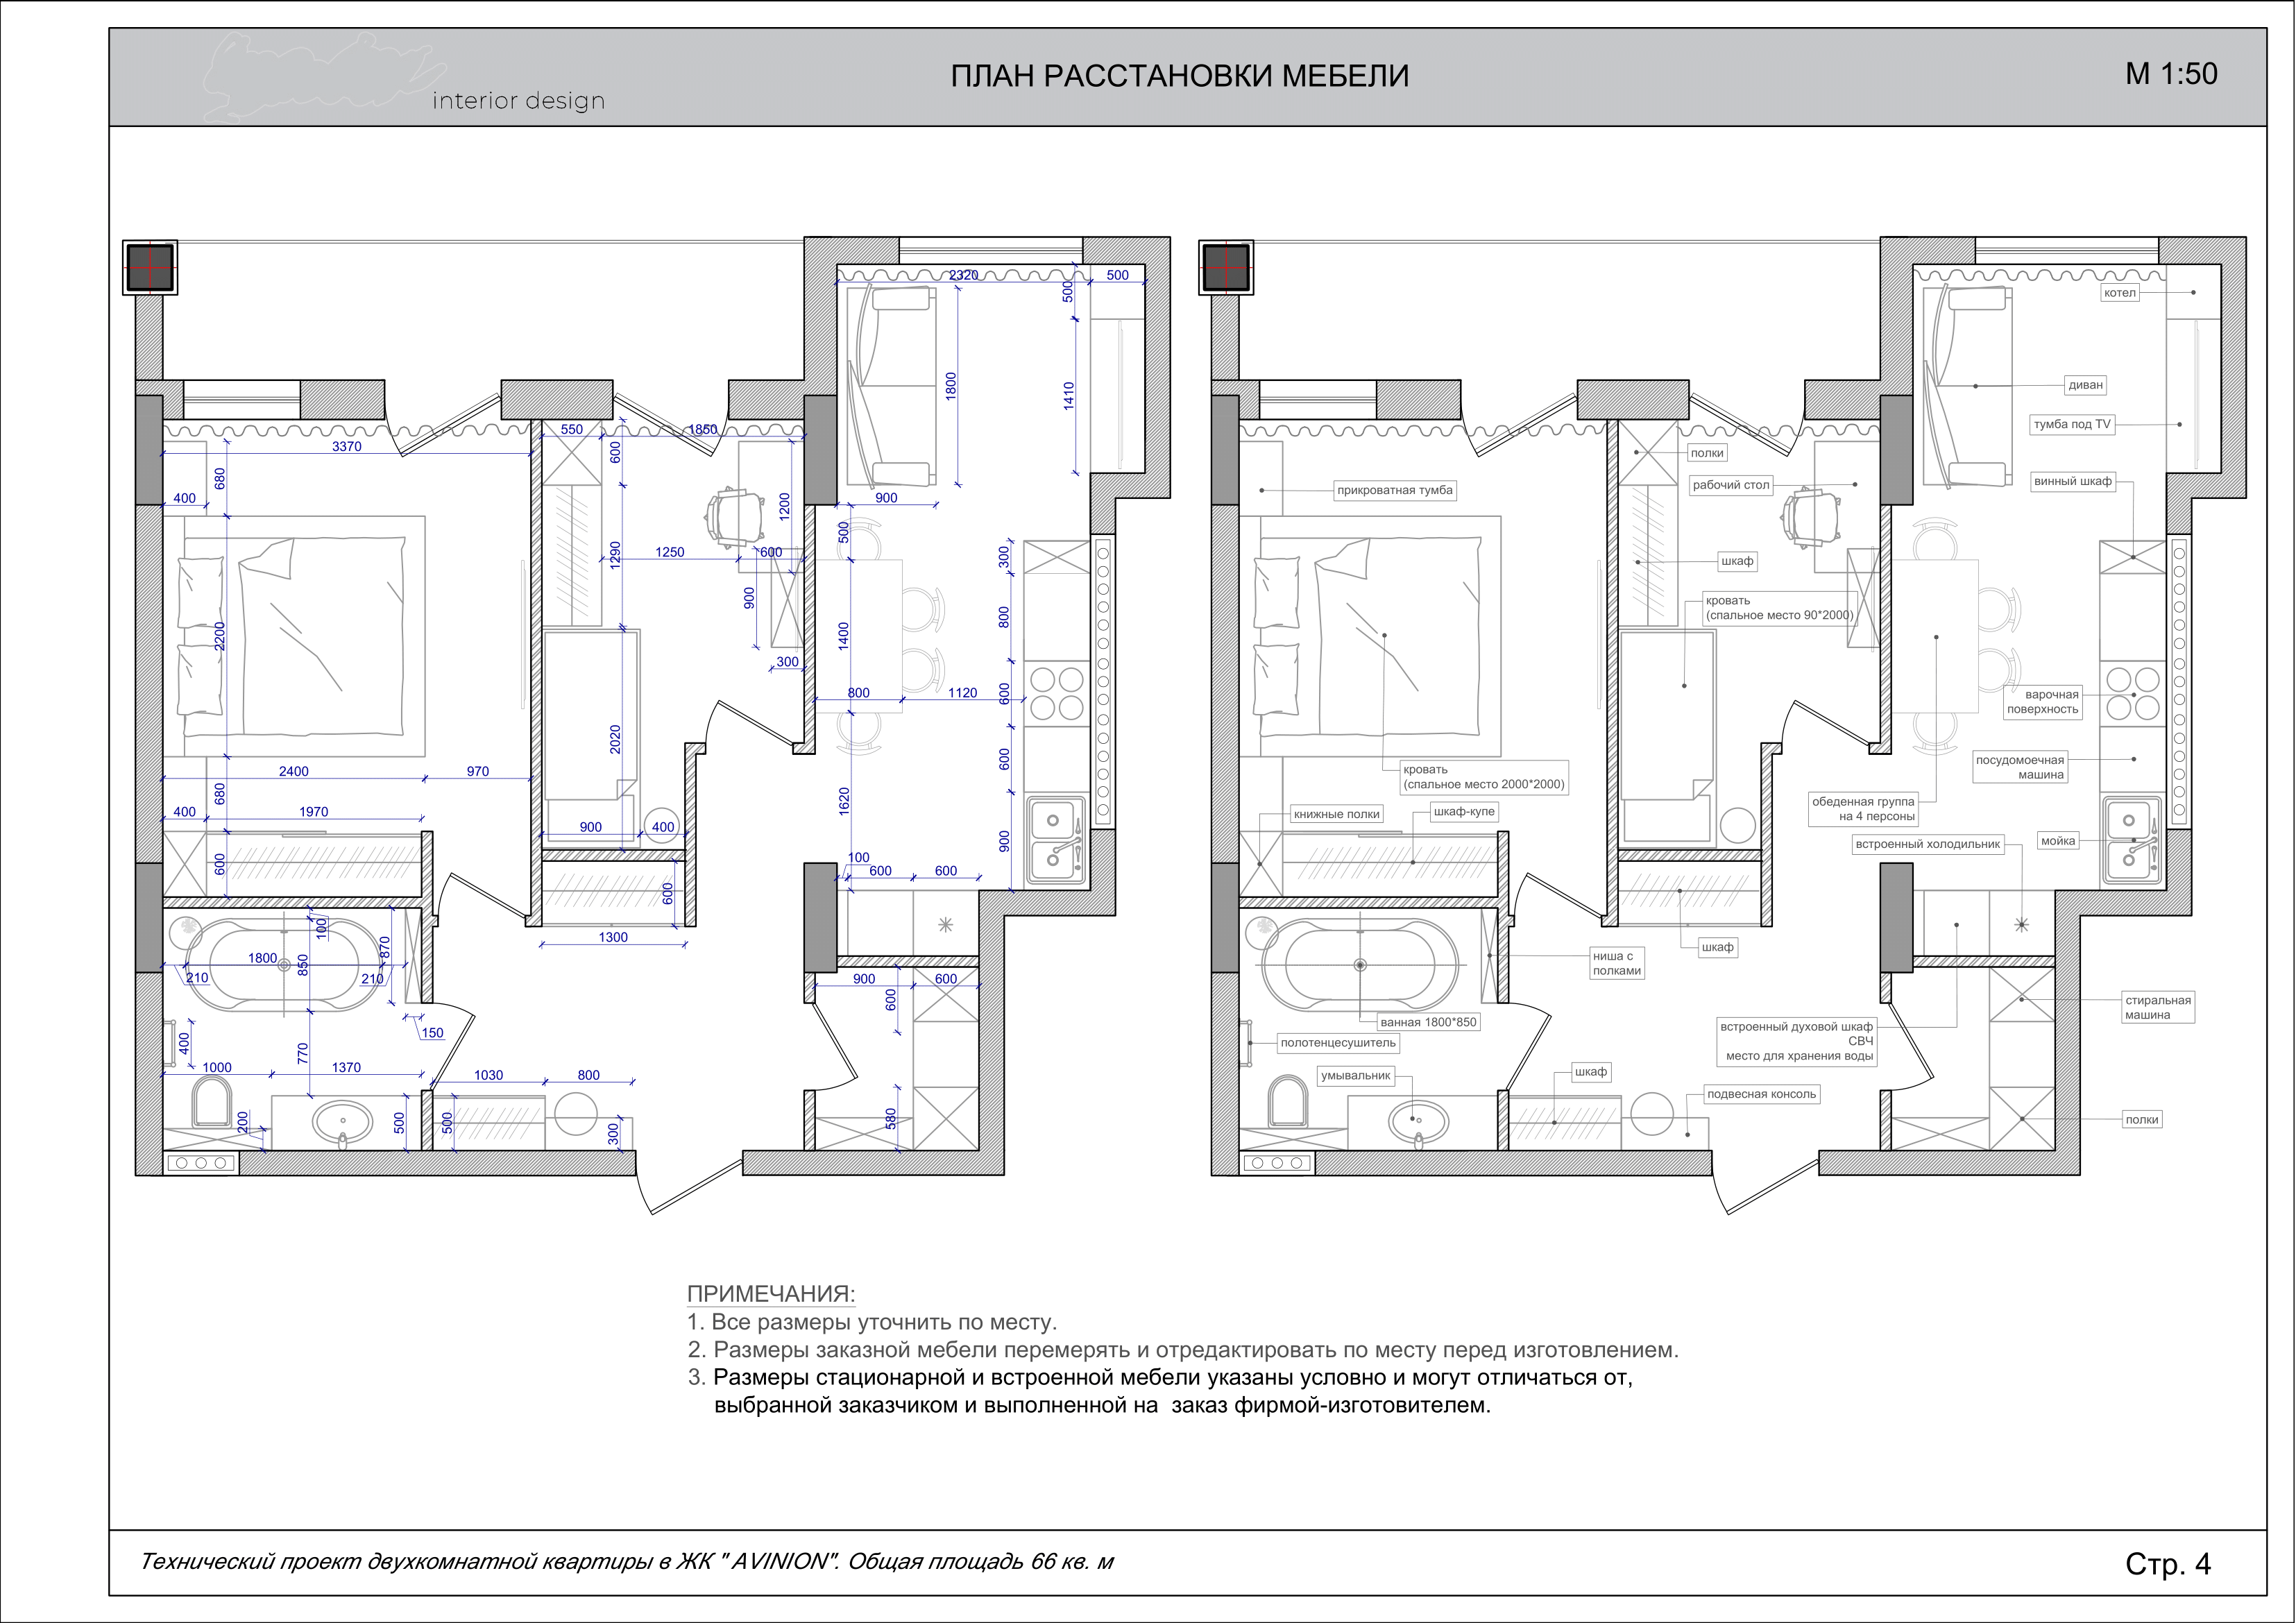 interior design
ПЛАН РАССТАНОВКИ МЕБЕЛИ
М 1:50
2320
500
500
1800
1410
900
3370
680
400
2200
2400
970
680
400
1970
600
550
1850
600
1200
1290
1250
600
900
300
2020
900
400
500
1400
800
1120
1620
300
800
600
600
900
100
600
600
600
1300
100
1800
850
870
210
210
150
400
770
1000
1370
200
500
1030
800
500
300
900
600
600
580
котел
диван
тумба под TV
винный шкаф
полки
рабочий стол
прикроватная тумба
шкаф
кровать
(спальное место 90*2000)
варочная
поверхность
посудомоечная
машина
кровать
(спальное место 2000*2000)
обеденная группа
на 4 персоны
книжные полки
шкаф-купе
встроенный холодильник
мойка
шкаф
ниша с
полками
стиральная
машина
ванная 1800*850
полотенцесушитель
встроенный духовой шкаф
СВЧ
место для хранения воды
умывальник
шкаф
подвесная консоль
полки
ПРИМЕЧАНИЯ:
1. Все размеры уточнить по месту.
2. Размеры заказной мебели перемерять и отредактировать по месту перед изготовлением.
3. Размеры стационарной и встроенной мебели указаны условно и могут отличаться от,
выбранной заказчиком и выполненной на заказ фирмой-изготовителем.
Технический проект двухкомнатной квартиры в ЖК " AVINION". Общая площадь 66 кв. м
Стр. 4